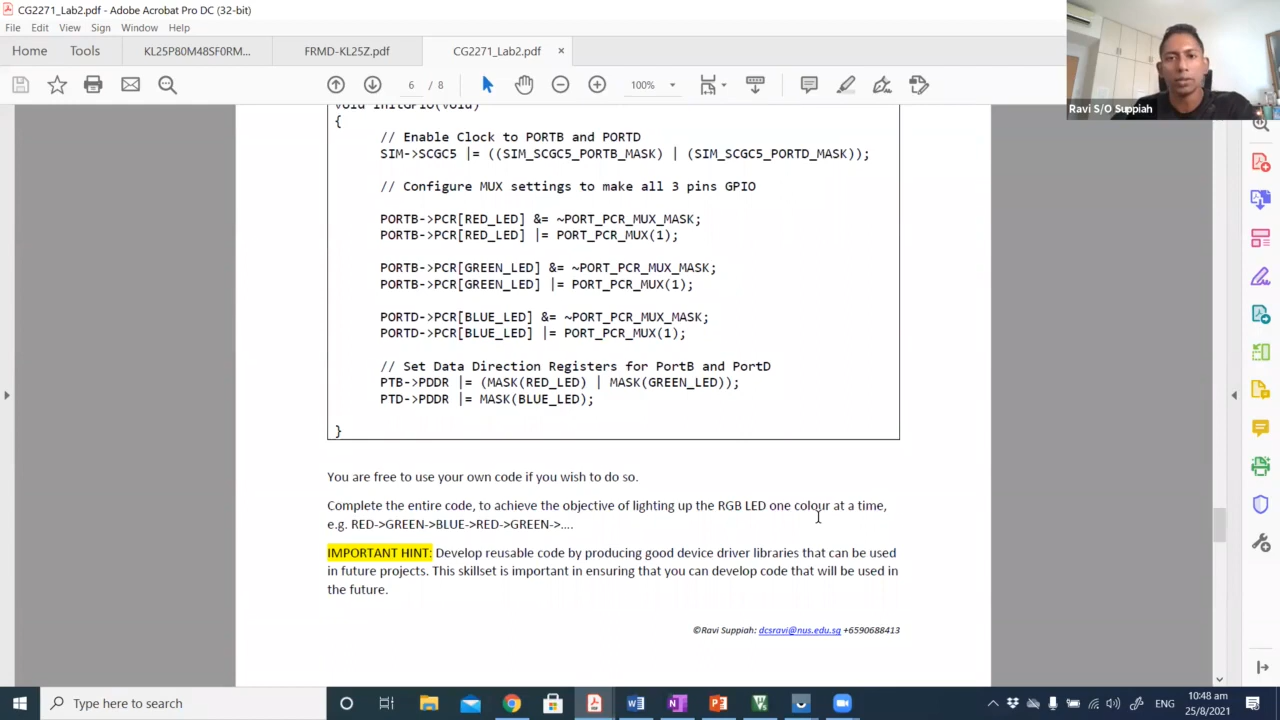 CG2271_Lab2.pdf - Adobe Acrobat Pro DC (32-bit)
File Edit View Sign Window Help
Home Tools KL25P80M48SF0RM... FRMD-KL25Z.pdf CG2271_Lab2.pdf ×
6 / 8 100%
Ravi S/O Suppiah
void InitGPIO(void)
{
// Enable Clock to PORTB and PORTD
SIM->SCGC5 |= ((SIM_SCGC5_PORTB_MASK) | (SIM_SCGC5_PORTD_MASK));
// Configure MUX settings to make all 3 pins GPIO
PORTB->PCR[RED_LED] &= ~PORT_PCR_MUX_MASK;
PORTB->PCR[RED_LED] |= PORT_PCR_MUX(1);
PORTB->PCR[GREEN_LED] &= ~PORT_PCR_MUX_MASK;
PORTB->PCR[GREEN_LED] |= PORT_PCR_MUX(1);
PORTD->PCR[BLUE_LED] &= ~PORT_PCR_MUX_MASK;
PORTD->PCR[BLUE_LED] |= PORT_PCR_MUX(1);
// Set Data Direction Registers for PortB and PortD
PTB->PDDR |= (MASK(RED_LED) | MASK(GREEN_LED));
PTD->PDDR |= MASK(BLUE_LED);
}
You are free to use your own code if you wish to do so.
Complete the entire code, to achieve the objective of lighting up the RGB LED one colour at a time,
e.g. RED->GREEN->BLUE->RED->GREEN->....
IMPORTANT HINT: Develop reusable code by producing good device driver libraries that can be used
in future projects. This skillset is important in ensuring that you can develop code that will be used in
the future.
©Ravi Suppiah: dcsravi@nus.edu.sg +6590688413
Type here to search
ENG
10:48 am
25/8/2021